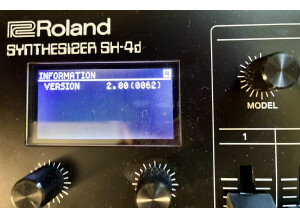 Roland
SYNTHESIZER SH-4d
INFORMATION
VERSION 2.00(0062)
MODEL
1